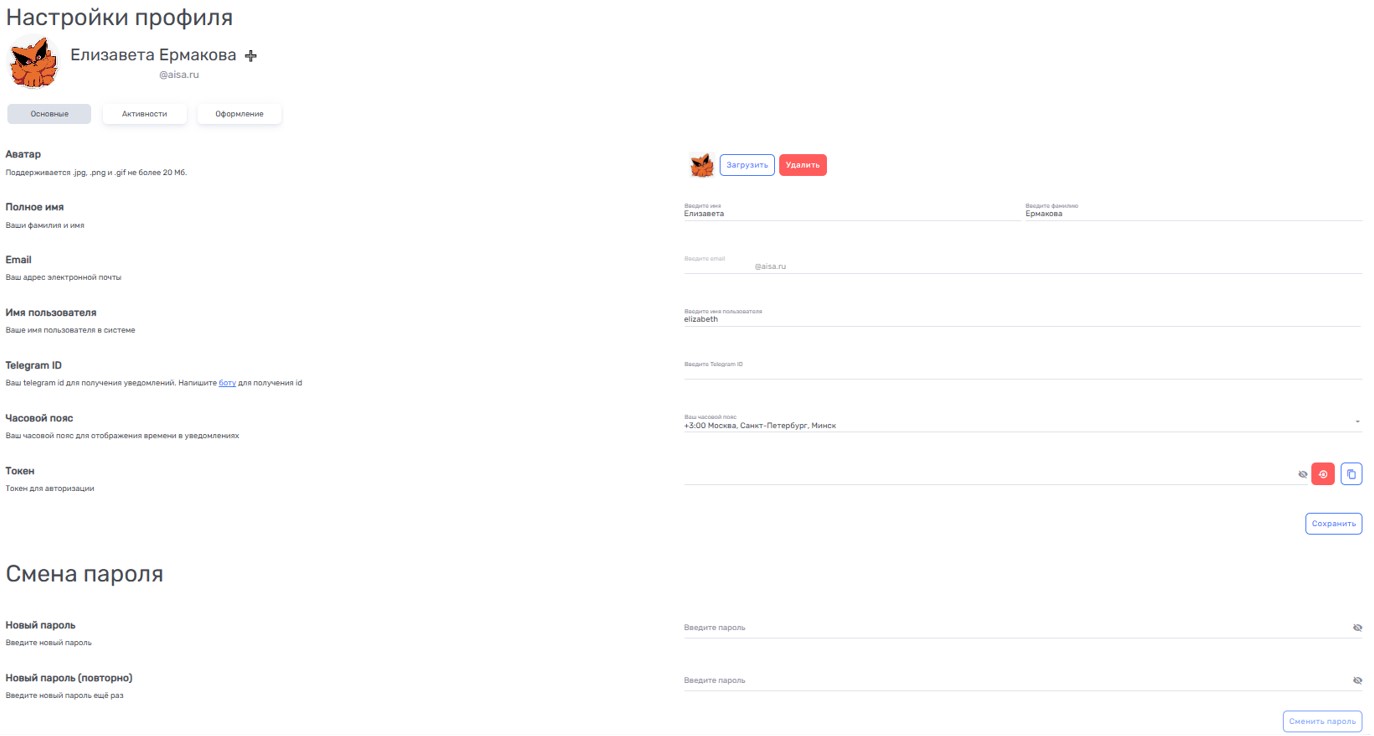 Настройки профиля
Елизавета Ермакова
@aisa.ru
Основные Активности Оформление
Аватар
Поддерживается .jpg, .png и .gif не более 20 Мб.
Загрузить Удалить
Полное имя
Ваши фамилия и имя
Введите имя Введите фамилию
Елизавета Ермакова
Email
Ваш адрес электронной почты
Введите email
@aisa.ru
Имя пользователя
Ваше имя пользователя в системе
Введите имя пользователя
elizabeth
Telegram ID
Ваш telegram id для получения уведомлений. Напишите боту для получения id
Введите Telegram ID
Часовой пояс
Ваш часовой пояс для отображения времени в уведомлениях
Ваш часовой пояс
+3:00 Москва, Санкт-Петербург, Минск
Токен
Токен для авторизации
Сохранить
Смена пароля
Новый пароль
Введите новый пароль
Введите пароль
Новый пароль (повторно)
Введите новый пароль ещё раз
Введите пароль
Сменить пароль